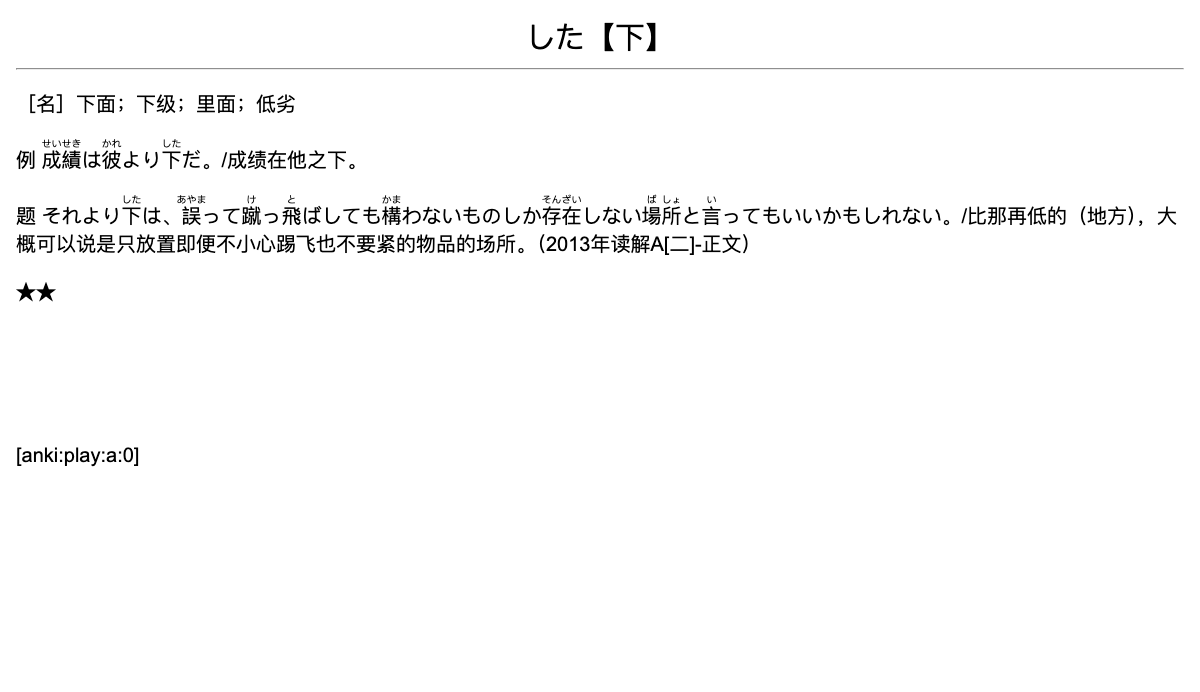 した【下】
［名］下面；下级；里面；低劣
せいせき かれ した
例 成績は彼より下だ。/成绩在他之下。
した あやま け と かま そんざい ば しょ い
题 それより下は、誤って蹴っ飛ばしても構わないものしか存在しない場所と言ってもいいかもしれない。/比那再低的（地方），大
概可以说是只放置即便不小心踢飞也不要紧的物品的场所。（2013年读解A[二]-正文）
★★
[anki:play:a:0]